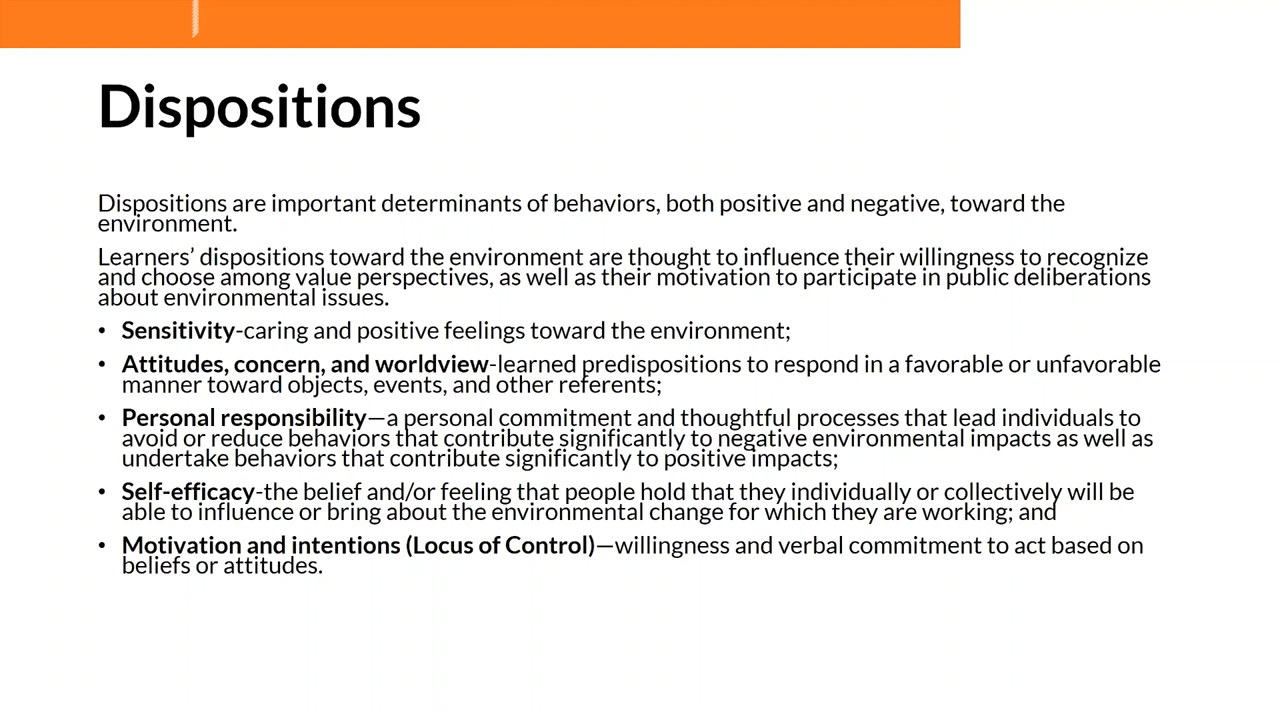 Dispositions
Dispositions are important determinants of behaviors, both positive and negative, toward the
environment.
Learners’ dispositions toward the environment are thought to influence their willingness to recognize
and choose among value perspectives, as well as their motivation to participate in public deliberations
about environmental issues.
• Sensitivity-caring and positive feelings toward the environment;
• Attitudes, concern, and worldview-learned predispositions to respond in a favorable or unfavorable
manner toward objects, events, and other referents;
• Personal responsibility—a personal commitment and thoughtful processes that lead individuals to
avoid or reduce behaviors that contribute significantly to negative environmental impacts as well as
undertake behaviors that contribute significantly to positive impacts;
• Self-efficacy-the belief and/or feeling that people hold that they individually or collectively will be
able to influence or bring about the environmental change for which they are working; and
• Motivation and intentions (Locus of Control)—willingness and verbal commitment to act based on
beliefs or attitudes.